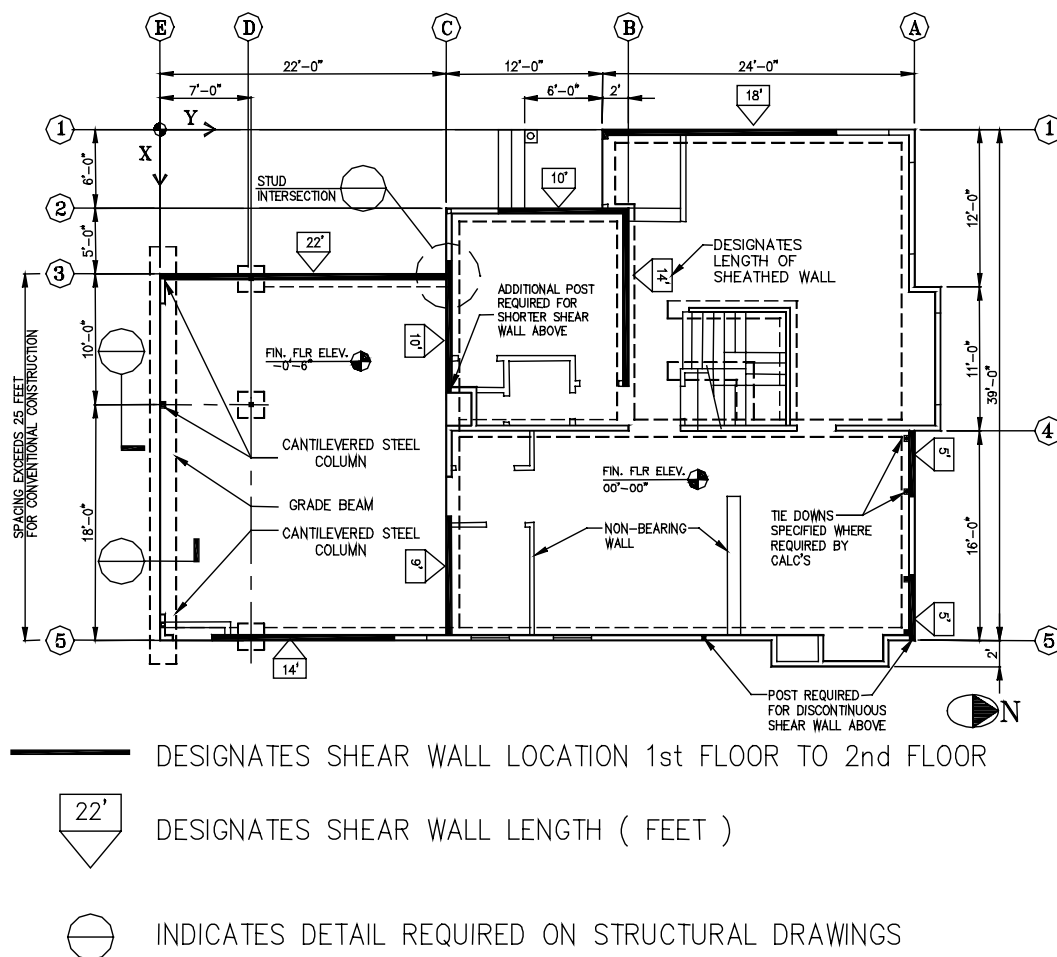 E
D
C
B
A
22'-0"
12'-0"
24'-0"
7'-0"
6'-0"
2'
18'
1
Y
1
X
6'-0"
STUD
INTERSECTION
10'
12'-0"
2
5'-0"
22'
DESIGNATES
LENGTH OF
SHEATHED WALL
14'
3
ADDITIONAL POST
REQUIRED FOR
SHORTER SHEAR
WALL ABOVE
10'
10'-0"
FIN. FLR ELEV.
-0'-6"
11'-0"
39'-0"
SPACING EXCEEDS 25 FEET
FOR CONVENTIONAL CONSTRUCTION
4
CANTILEVERED STEEL
COLUMN
5'
FIN. FLR ELEV.
00'-00"
GRADE BEAM
18'-0"
CANTILEVERED STEEL
COLUMN
NON-BEARING
WALL
TIE DOWNS
SPECIFIED WHERE
REQUIRED BY
CALC'S
16'-0"
9'
5'
5
5
14'
2'
POST REQUIRED
FOR DISCONTINUOUS
SHEAR WALL ABOVE
N
DESIGNATES SHEAR WALL LOCATION 1st FLOOR TO 2nd FLOOR
22'
DESIGNATES SHEAR WALL LENGTH ( FEET )
INDICATES DETAIL REQUIRED ON STRUCTURAL DRAWINGS